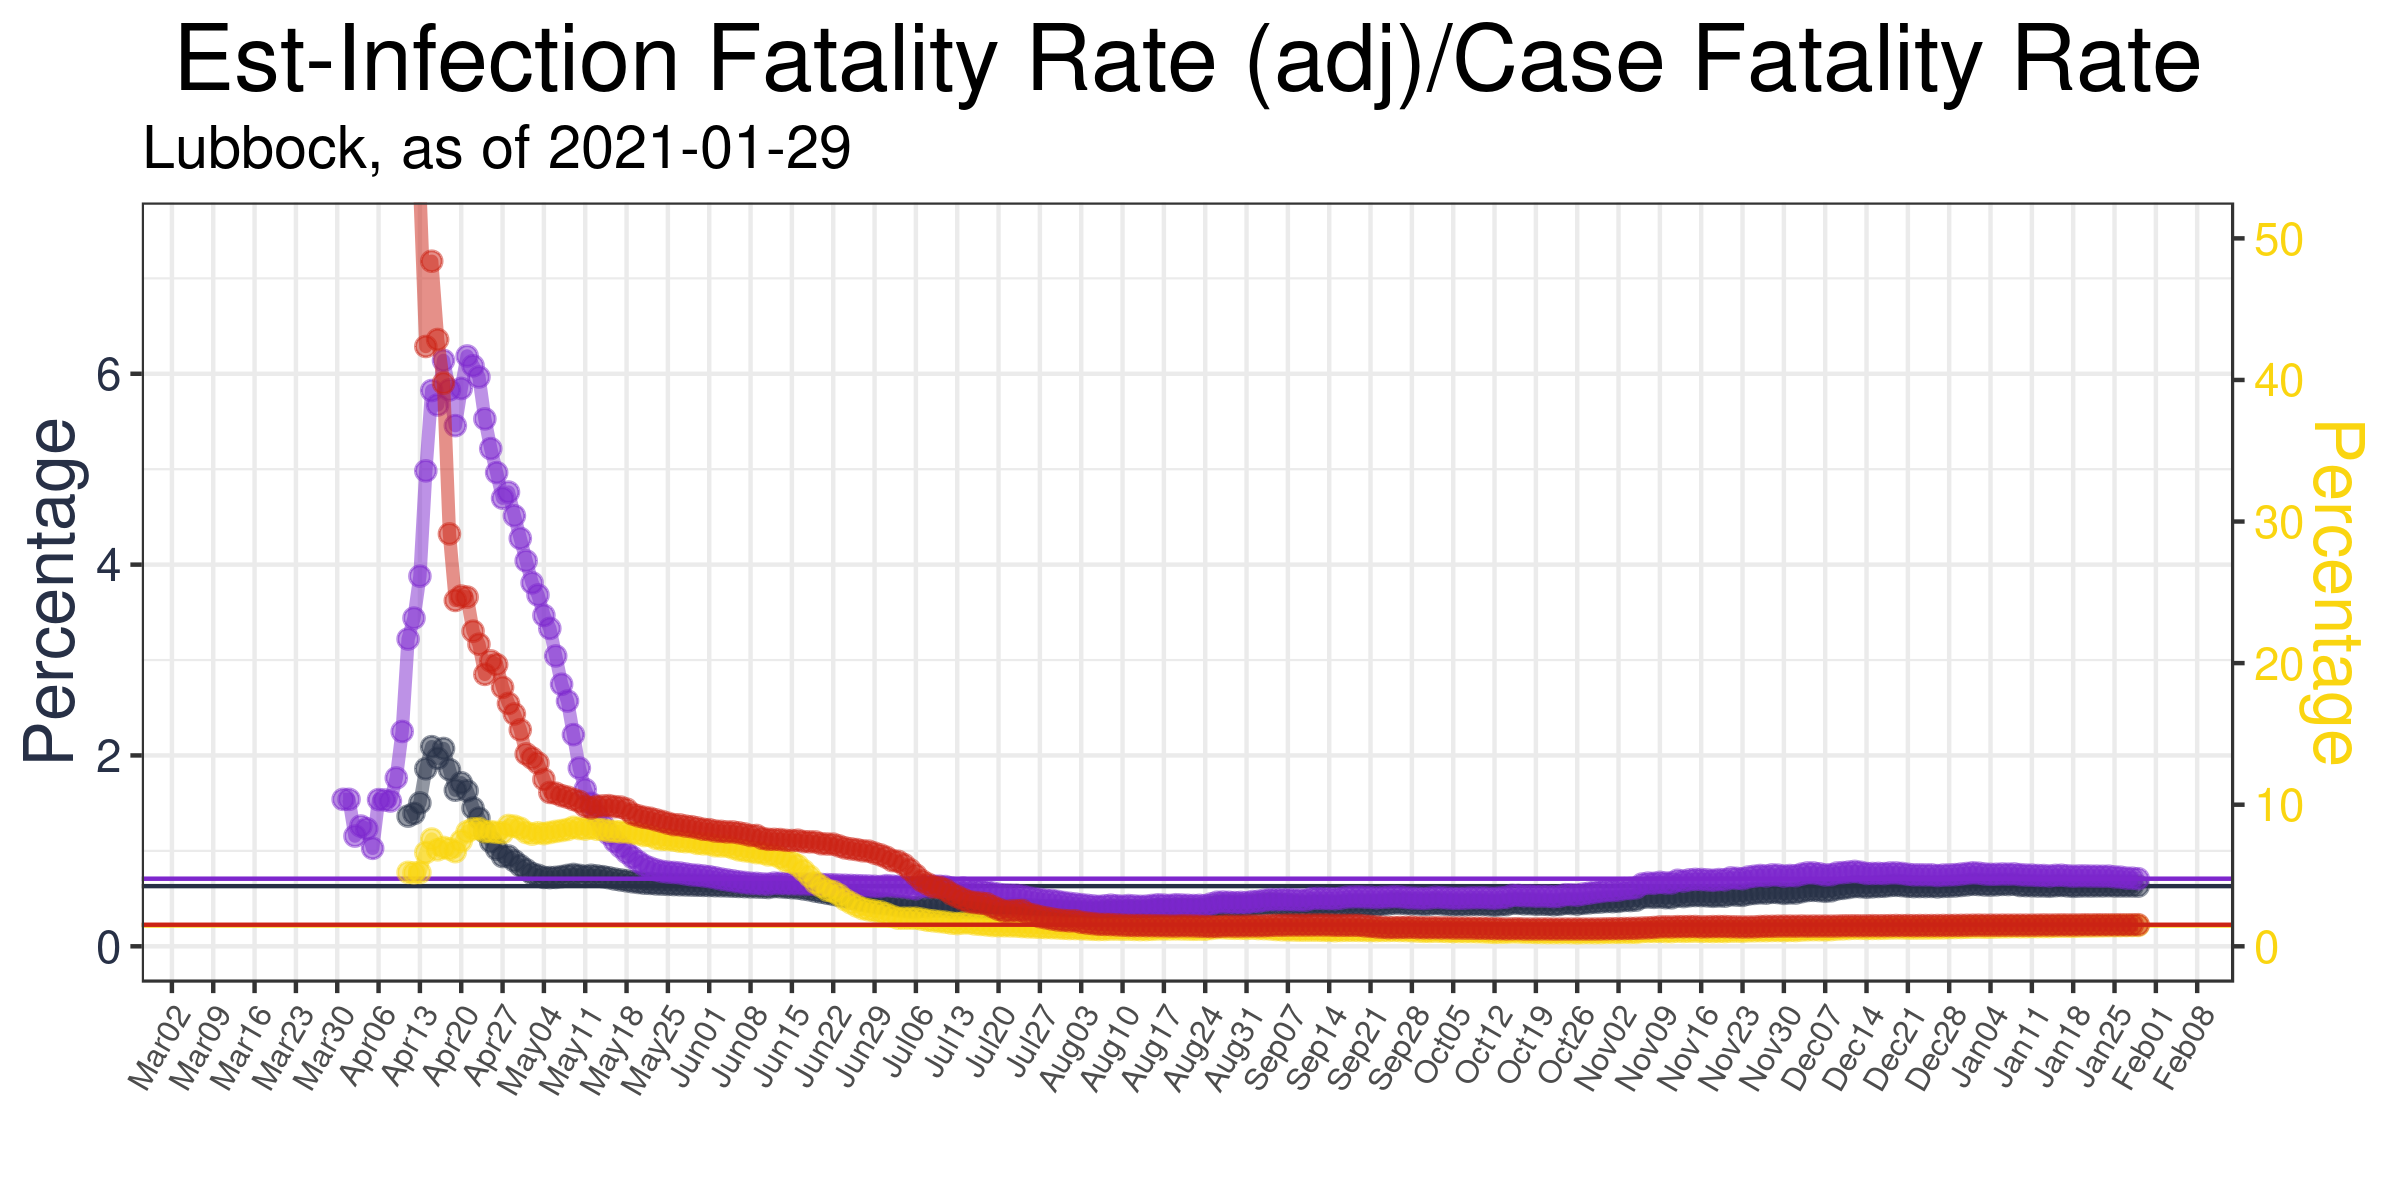 Est-Infection Fatality Rate (adj)/Case Fatality Rate
Lubbock, as of 2021-01-29
Percentage
6
4
2
0
50
40
30
20
10
0
Percentage
Mar02
Mar09
Mar16
Mar23
Mar30
Apr06
Apr13
Apr20
Apr27
May04
May11
May18
May25
Jun01
Jun08
Jun15
Jun22
Jun29
Jul06
Jul13
Jul20
Jul27
Aug03
Aug10
Aug17
Aug24
Aug31
Sep07
Sep14
Sep21
Sep28
Oct05
Oct12
Oct19
Oct26
Nov02
Nov09
Nov16
Nov23
Nov30
Dec07
Dec14
Dec21
Dec28
Jan04
Jan11
Jan18
Jan25
Feb01
Feb08